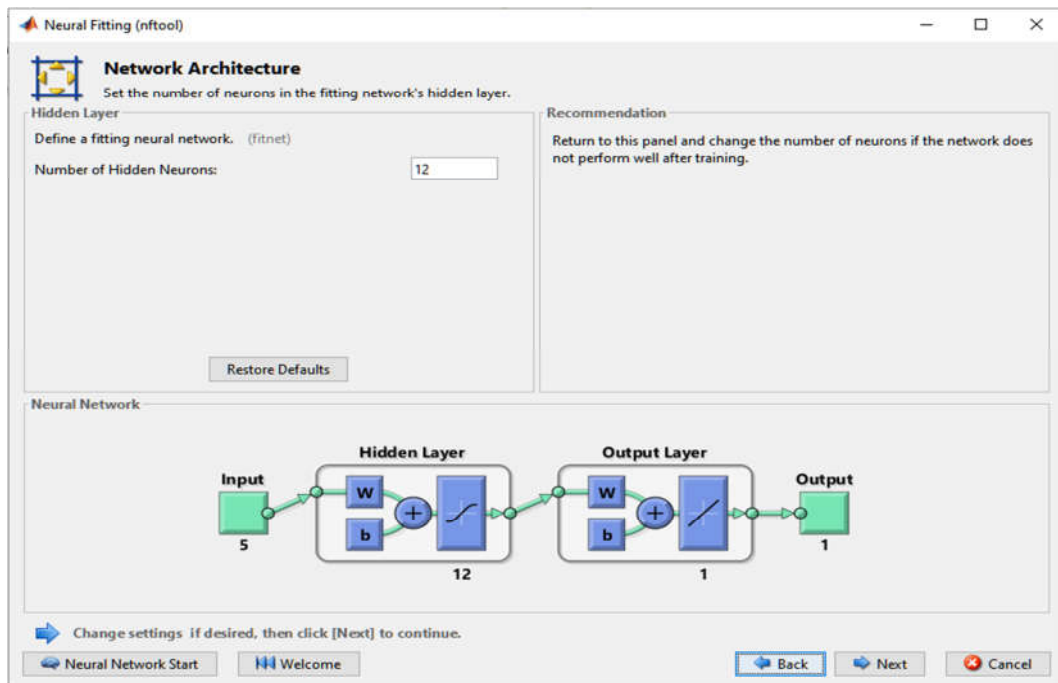 Neural Fitting (nftool)
Network Architecture
Set the number of neurons in the fitting network's hidden layer.
Hidden Layer
Define a fitting neural network. (fitnet)
Number of Hidden Neurons: 12
Restore Defaults
Recommendation
Return to this panel and change the number of neurons if the network does
not perform well after training.
Neural Network
Hidden Layer
Output Layer
Input
W
b
+
W
b
+
Output
5
12
1
1
Change settings if desired, then click [Next] to continue.
Neural Network Start
Welcome
Back
Next
Cancel